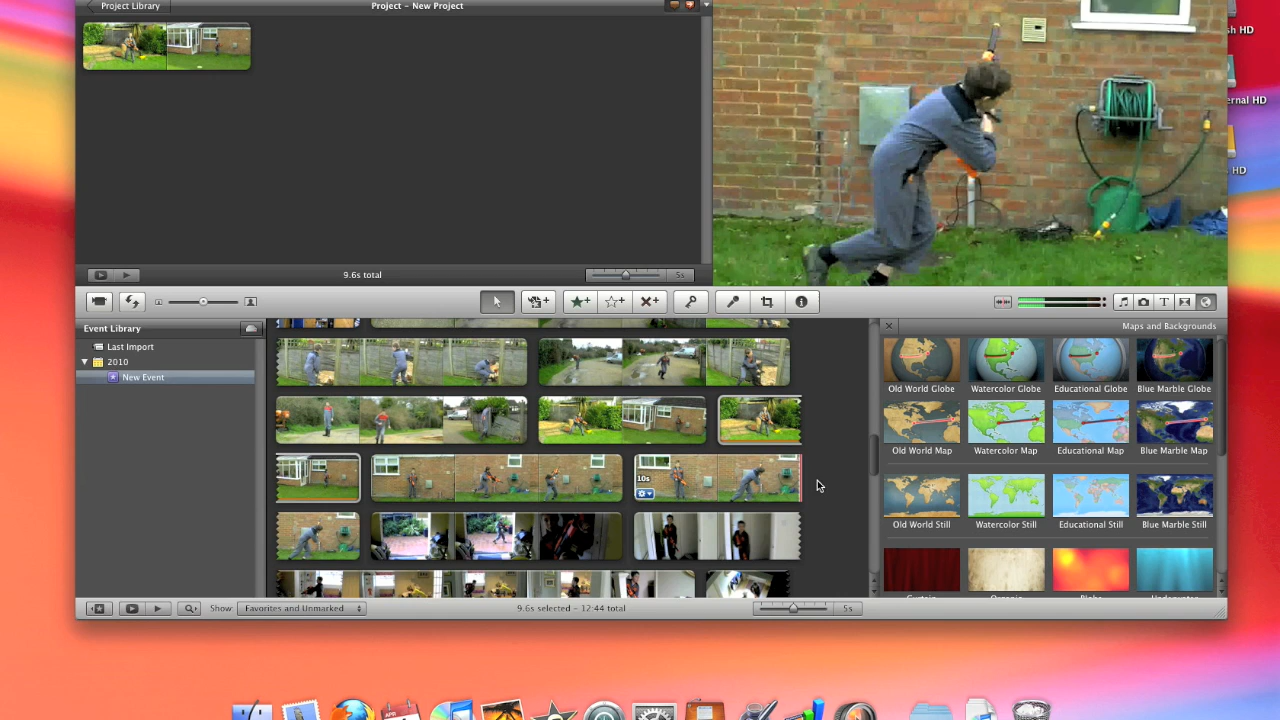 Project Library
Project – New Project
sh HD
ernal HD
HD
9.6s total
5s
Event Library
Maps and Backgrounds
Last Import
2010
New Event
Old World Globe
Watercolor Globe
Educational Globe
Blue Marble Globe
Old World Map
Watercolor Map
Educational Map
Blue Marble Map
10s
Old World Still
Watercolor Still
Educational Still
Blue Marble Still
Show: Favorites and Unmarked
9.6s selected – 12:44 total
5s
APR